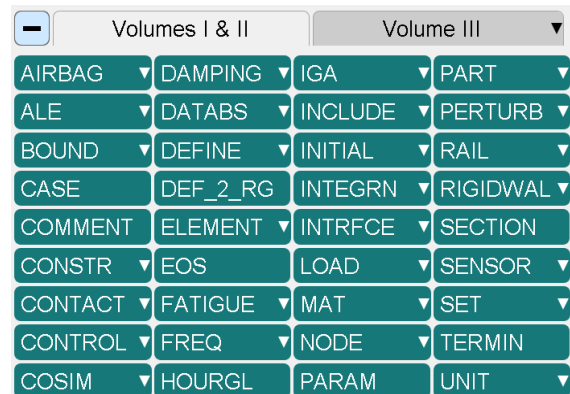 Volumes I & II Volume III
AIRBAG DAMPING IGA PART
ALE DATABS INCLUDE PERTURB
BOUND DEFINE INITIAL RAIL
CASE DEF_2_RG INTEGRN RIGIDWAL
COMMENT ELEMENT INTRFCE SECTION
CONSTR EOS LOAD SENSOR
CONTACT FATIGUE MAT SET
CONTROL FREQ NODE TERMIN
COSIM HOURGL PARAM UNIT